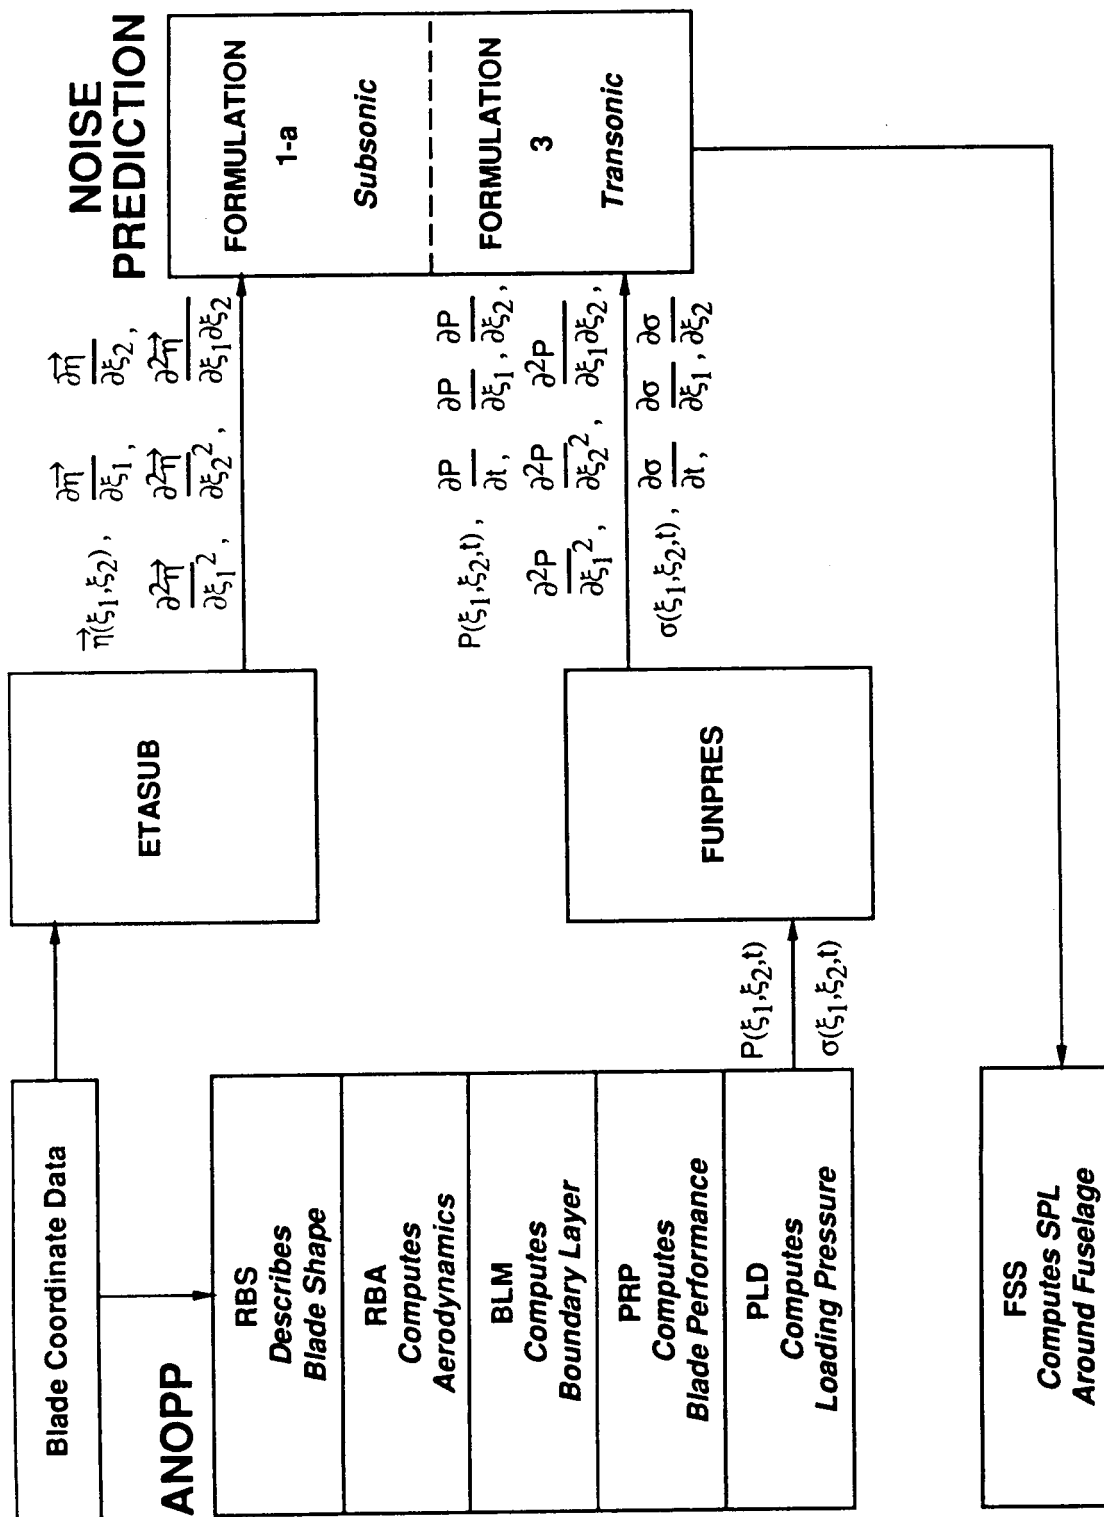 NOISE
PREDICTION
Blade Coordinate Data
ETASUB
η⃗(ξ₁,ξ₂), ∂η⃗/∂ξ₁, ∂η⃗/∂ξ₂,
∂²η⃗/∂ξ₁², ∂²η⃗/∂ξ₂², ∂²η⃗/∂ξ₁∂ξ₂
FORMULATION
1-a
Subsonic
FORMULATION
3
Transonic
ANOPP
RBS
Describes
Blade Shape
RBA
Computes
Aerodynamics
BLM
Computes
Boundary Layer
PRP
Computes
Blade Performance
PLD
Computes
Loading Pressure
P(ξ₁,ξ₂,t)
σ(ξ₁,ξ₂,t)
FUNPRES
P(ξ₁,ξ₂,t), ∂P/∂t, ∂P/∂ξ₁, ∂P/∂ξ₂,
∂²P/∂ξ₁², ∂²P/∂ξ₂², ∂²P/∂ξ₁∂ξ₂,
σ(ξ₁,ξ₂,t), ∂σ/∂t, ∂σ/∂ξ₁, ∂σ/∂ξ₂
FSS
Computes SPL
Around Fuselage